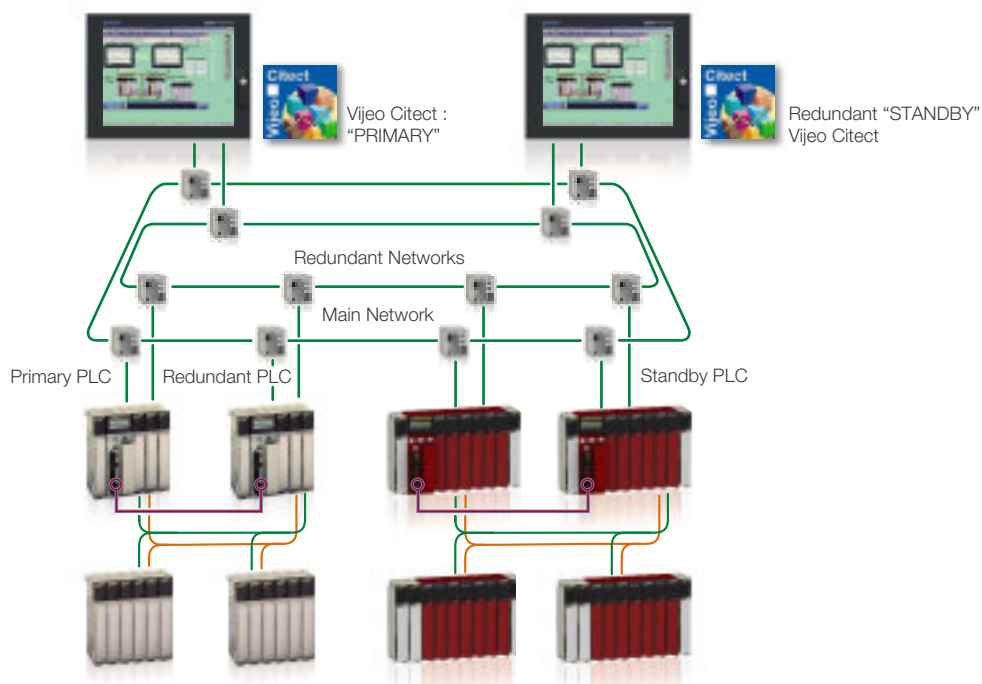 Citect
Vijeo
Vijeo Citect :
“PRIMARY”
Citect
Vijeo
Redundant “STANDBY”
Vijeo Citect
Redundant Networks
Main Network
Primary PLC
Redundant PLC
Standby PLC